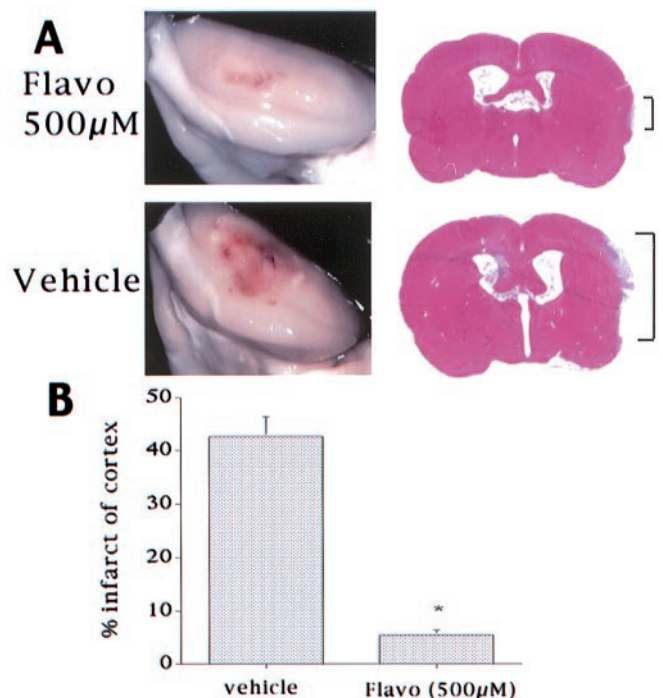 A
Flavo
500µM
Vehicle
B
% infarct of cortex
50
40
30
20
10
0
*
vehicle
Flavo (500µM)